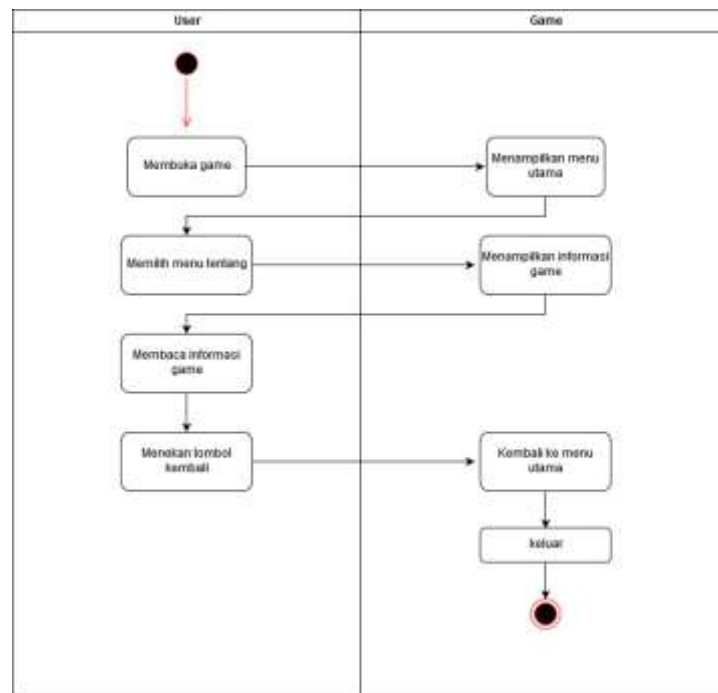 User
Game
Membuka game
Menampilkan menu
utama
Memilih menu tentang
Menampilkan informasi
game
Membaca informasi
game
Menekan tombol
kembali
Kembali ke menu
utama
keluar